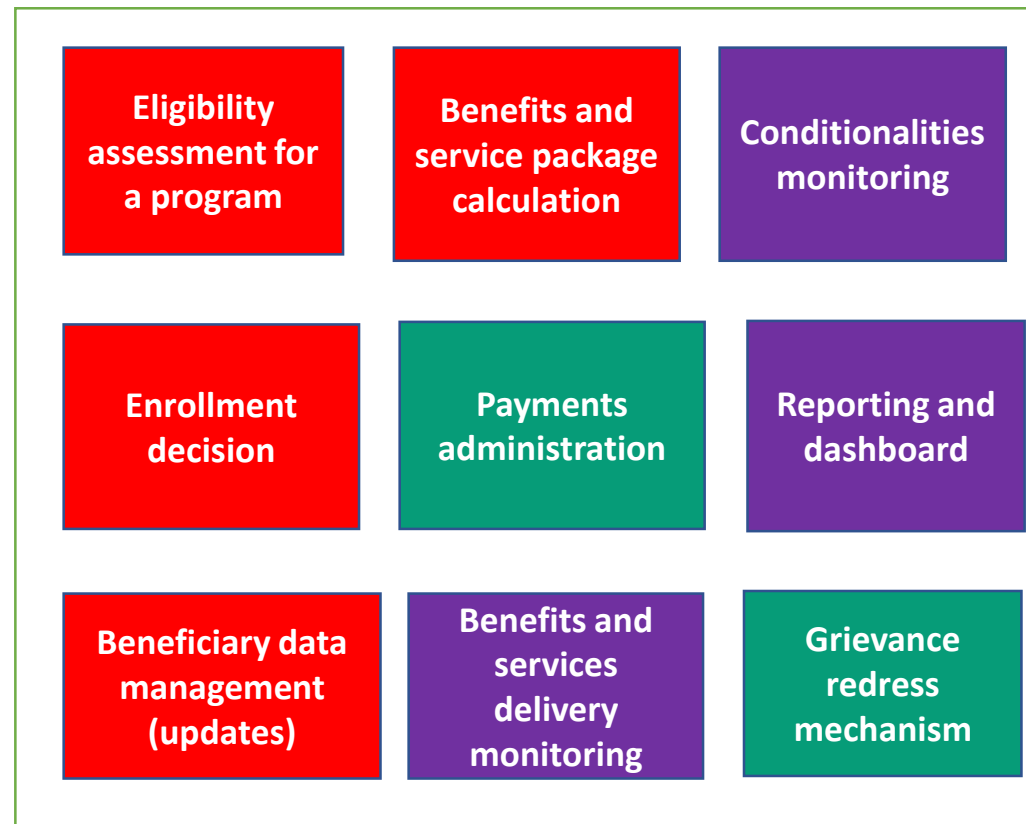 Eligibility
assessment for
a program
Benefits and
service package
calculation
Conditionalities
monitoring
Enrollment
decision
Payments
administration
Reporting and
dashboard
Beneficiary data
management
(updates)
Benefits and
services
delivery
monitoring
Grievance
redress
mechanism